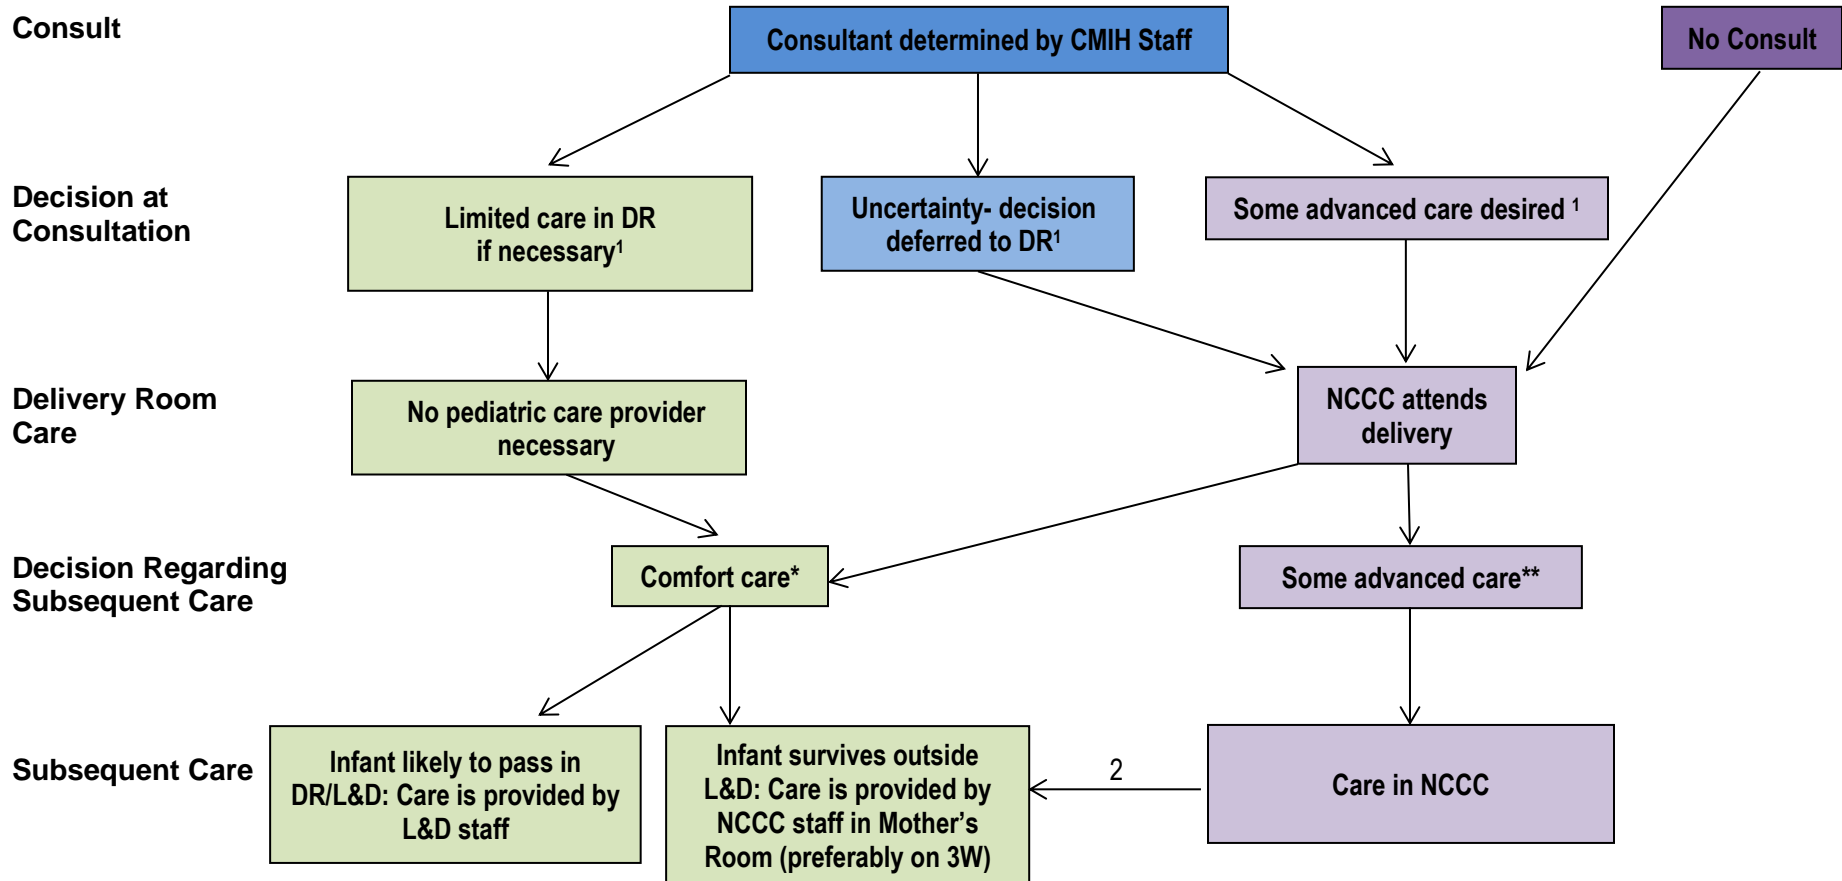 Consult
Consultant determined by CMIH Staff
No Consult
Decision at
Consultation
Limited care in DR
if necessary¹
Uncertainty- decision
deferred to DR¹
Some advanced care desired ¹
Delivery Room
Care
No pediatric care provider
necessary
NCCC attends
delivery
Decision Regarding
Subsequent Care
Comfort care*
Some advanced care**
Subsequent Care
Infant likely to pass in
DR/L&D: Care is provided by
L&D staff
Infant survives outside
L&D: Care is provided by
NCCC staff in Mother’s
Room (preferably on 3W)
2
Care in NCCC